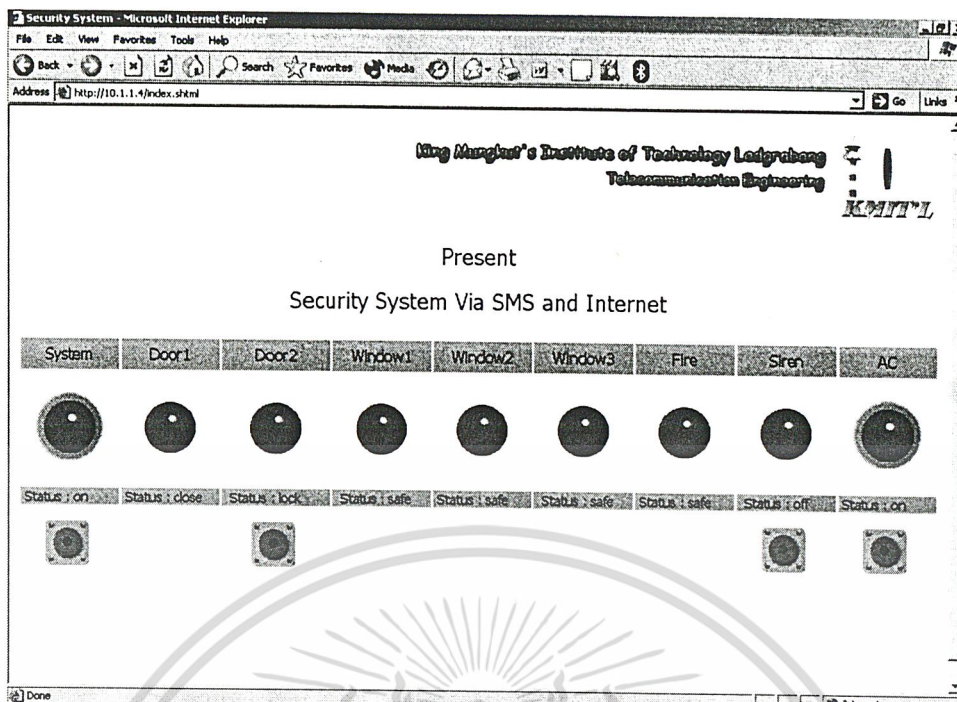 Security System - Microsoft Internet Explorer
File Edit View Favorites Tools Help
Back Search Favorites Media
Address http://10.1.1.4/index.shtml Go Links
King Mungkut's Institute of Technology Ladgrabang
Telecommunication Engineering
KMIT'L
Present
Security System Via SMS and Internet
System Door1 Door2 Window1 Window2 Window3 Fire Siren AC
Status : on Status : close Status : lock Status : safe Status : safe Status : safe Status : safe Status : off Status : on
Done